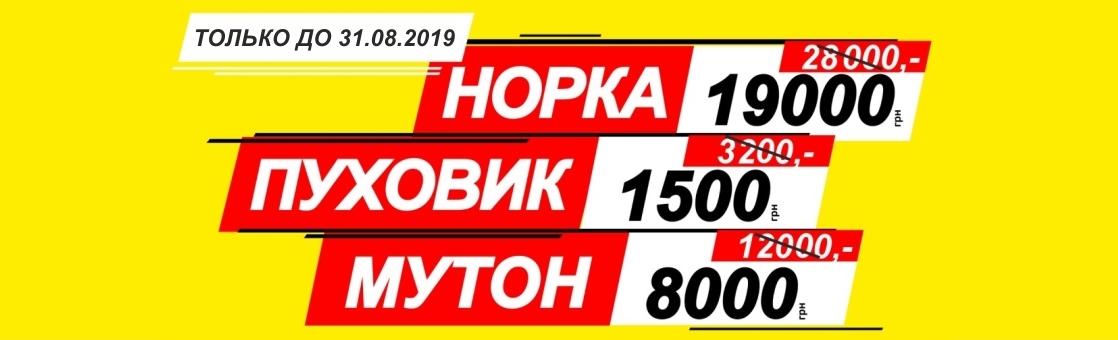 ТОЛЬКО ДО 31.08.2019
НОРКА
28000,-
19000 грн
ПУХОВИК
3200,-
1500 грн
МУТОН
12000,-
8000 грн